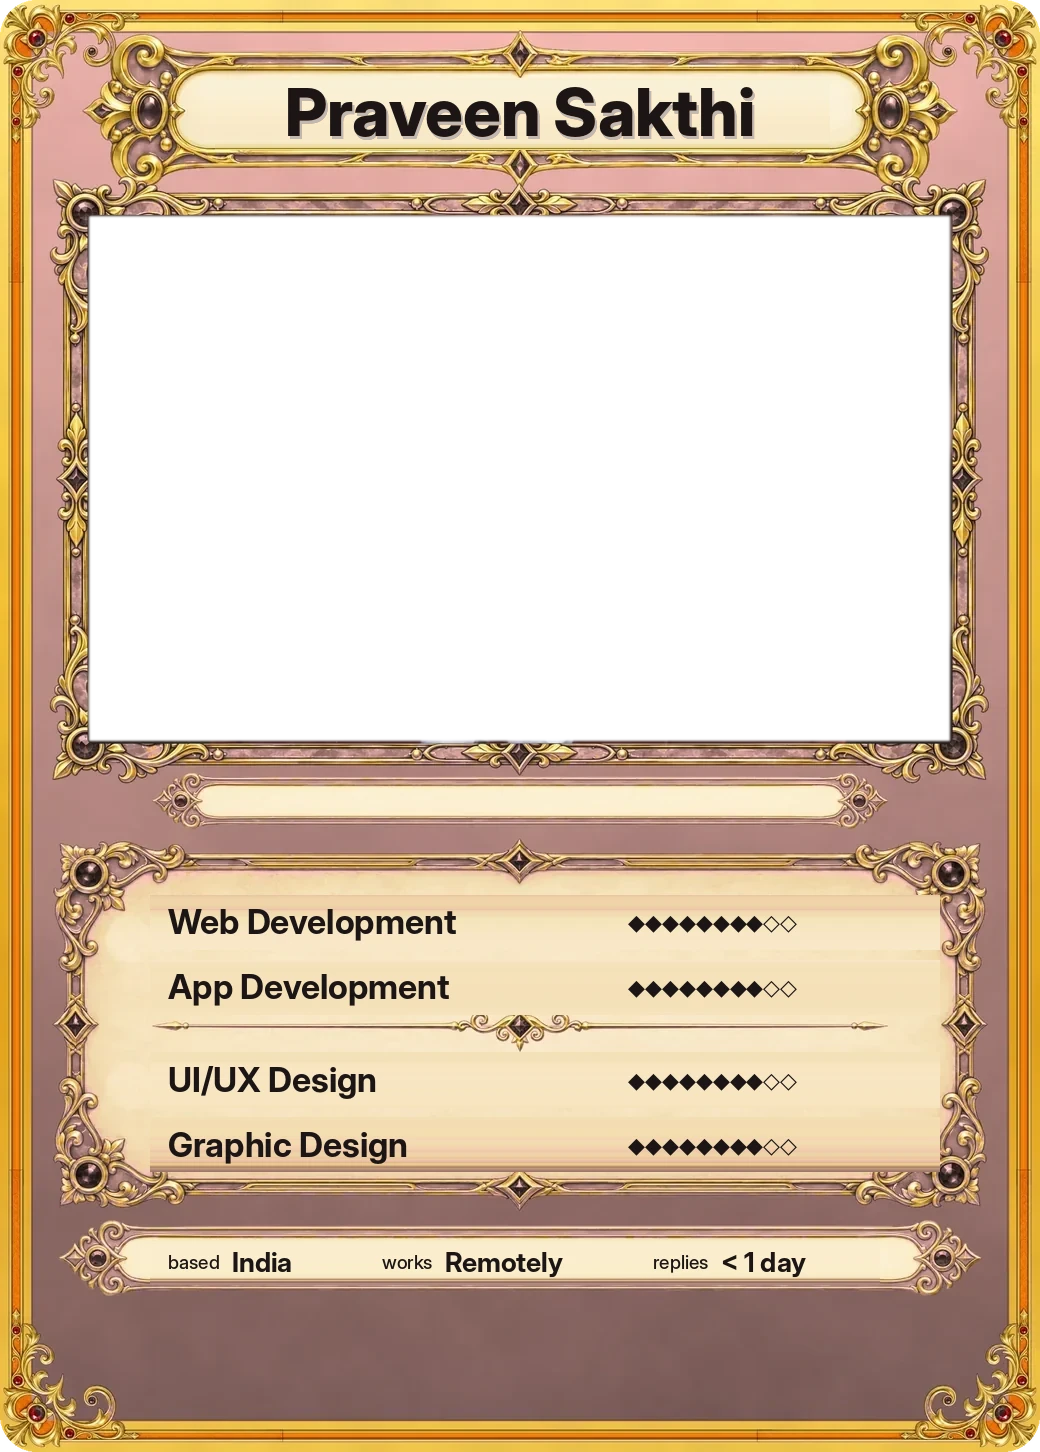 Praveen Sakthi
Web Development ◆◆◆◆◆◆◆◆◇◇
App Development ◆◆◆◆◆◆◆◆◇◇
UI/UX Design ◆◆◆◆◆◆◆◆◇◇
Graphic Design ◆◆◆◆◆◆◆◆◇◇
based India works Remotely replies < 1 day